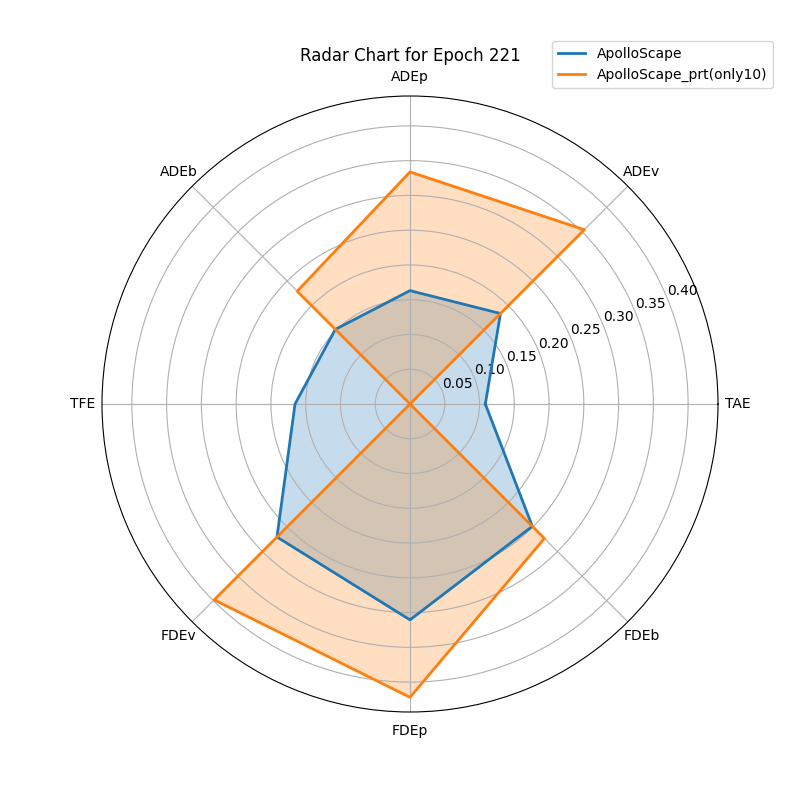 Radar Chart for Epoch 221
ApolloScape
ApolloScape_prt(only10)
ADEp
ADEb
ADEv
0.40
0.35
0.30
0.25
0.20
0.15
0.10
0.05
TFE
TAE
FDEv
FDEb
FDEp